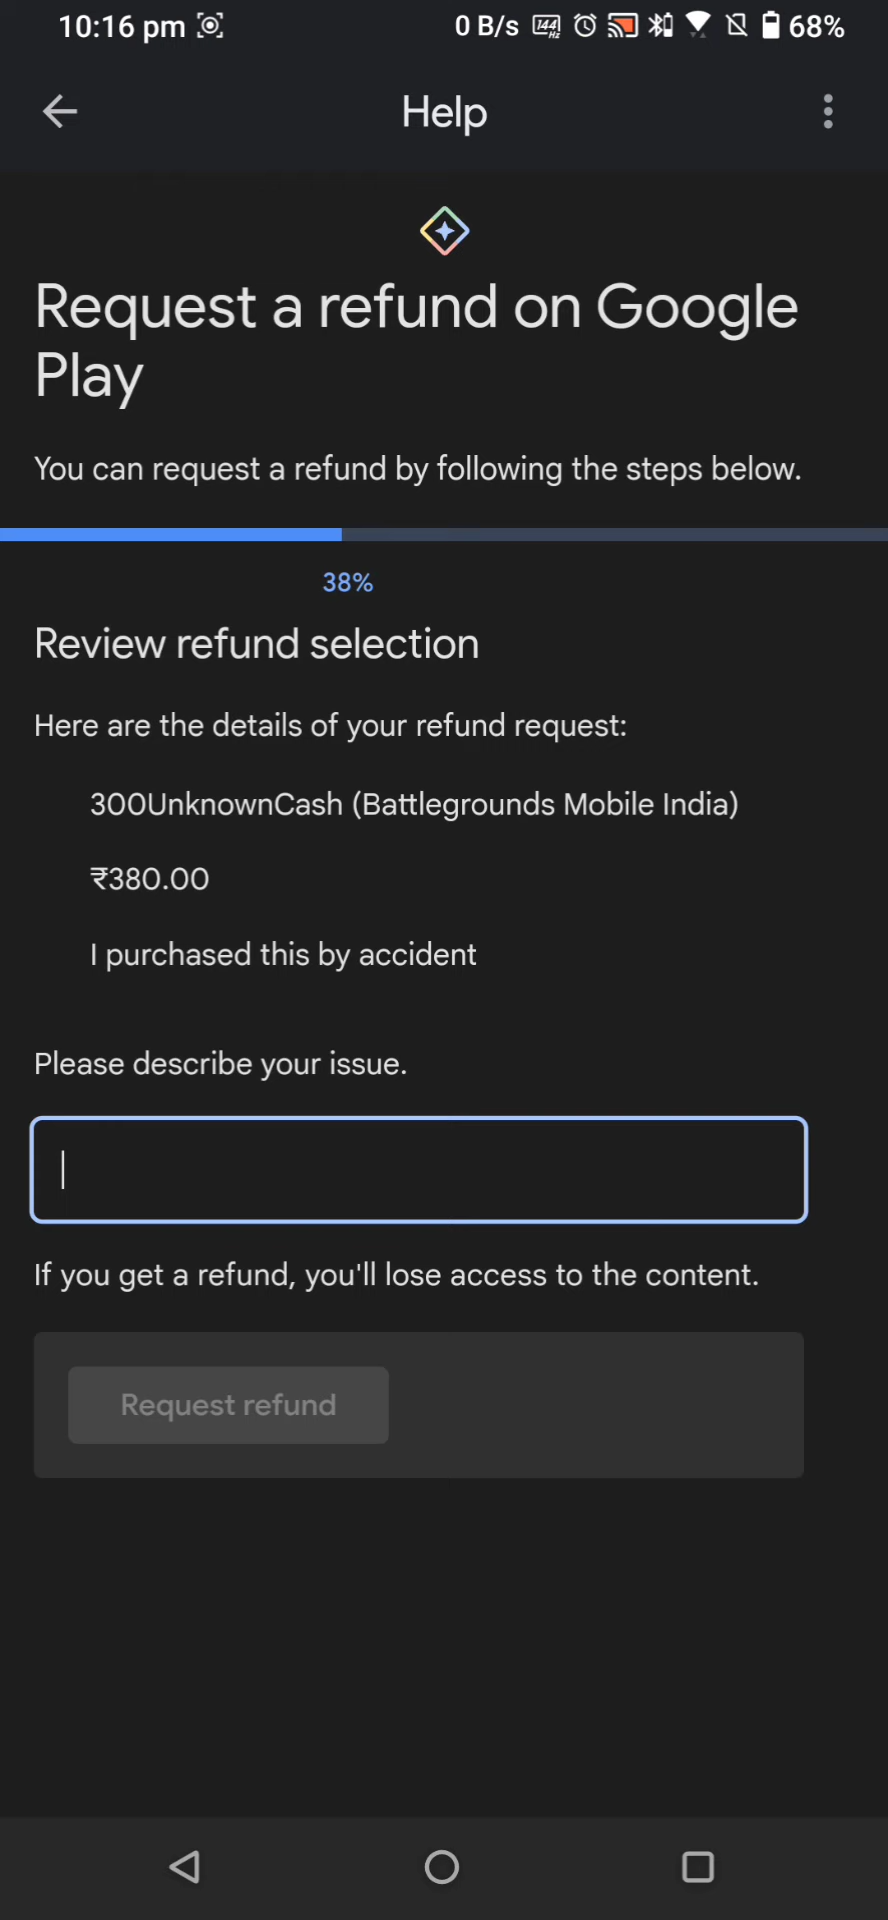 10:16 pm 0 B/s 144 Hz 68%
Help
Request a refund on Google
Play
You can request a refund by following the steps below.
38%
Review refund selection
Here are the details of your refund request:
300UnknownCash (Battlegrounds Mobile India)
₹380.00
I purchased this by accident
Please describe your issue.
If you get a refund, you'll lose access to the content.
Request refund